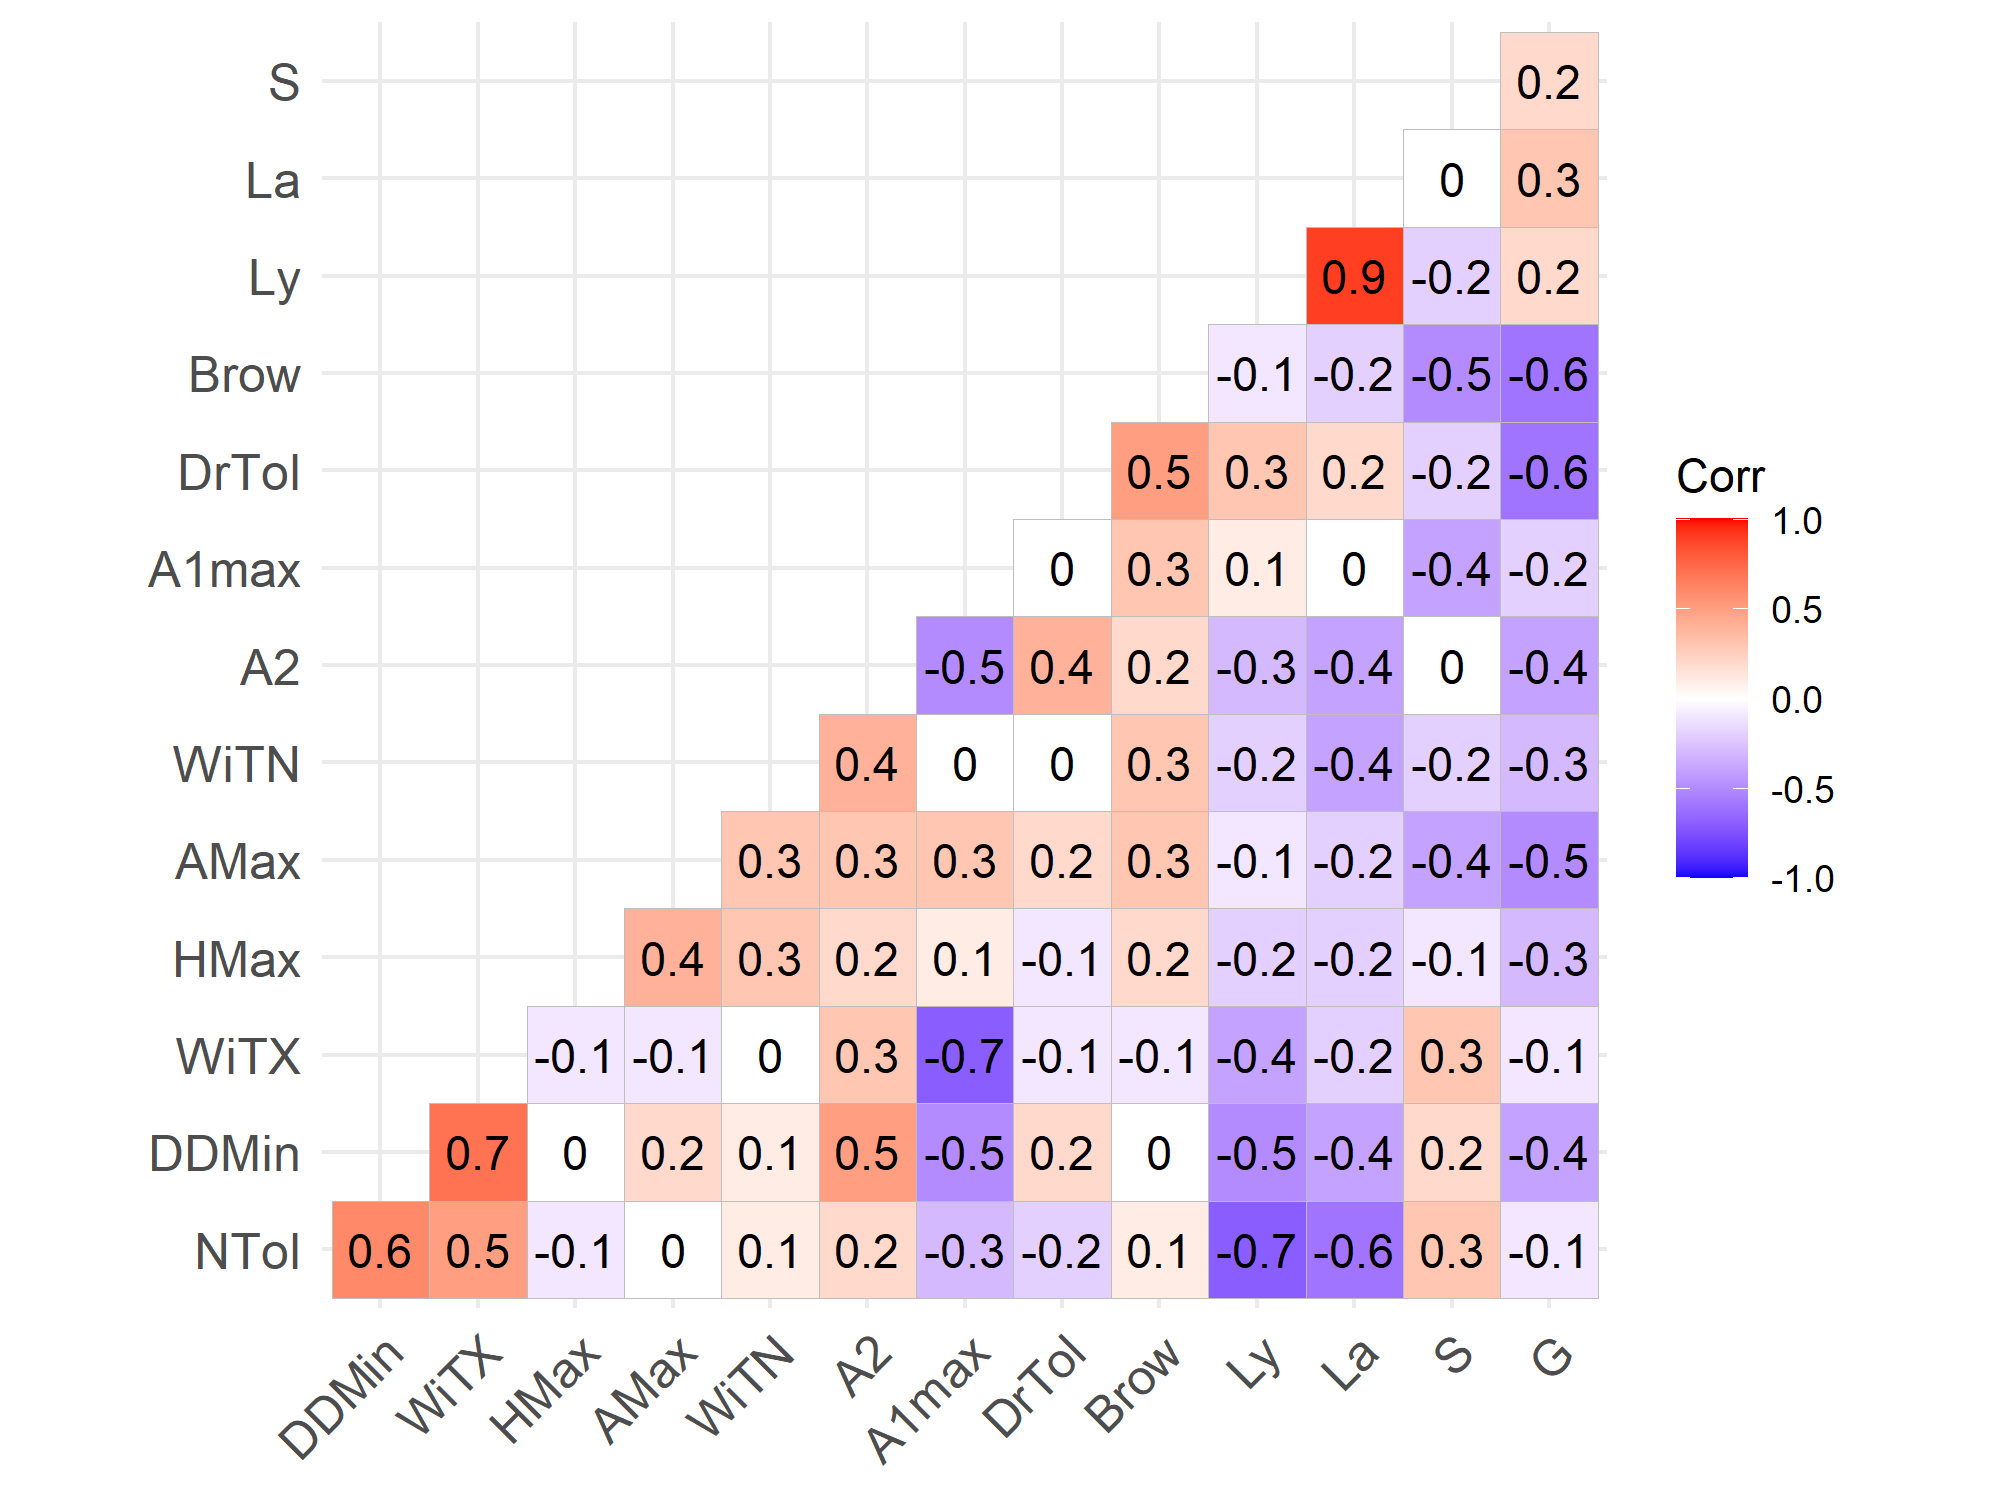 S 0.2
La 0 0.3
Ly 0.9 -0.2 0.2
Brow -0.1 -0.2 -0.5 -0.6
DrTol 0.5 0.3 0.2 -0.2 -0.6
A1max 0 0.3 0.1 0 -0.4 -0.2
A2 -0.5 0.4 0.2 -0.3 -0.4 0 -0.4
WiTN 0.4 0 0 0.3 -0.2 -0.4 -0.2 -0.3
AMax 0.3 0.3 0.3 0.2 0.3 -0.1 -0.2 -0.4 -0.5
HMax 0.4 0.3 0.2 0.1 -0.1 0.2 -0.2 -0.2 -0.1 -0.3
WiTX -0.1 -0.1 0 0.3 -0.7 -0.1 -0.1 -0.4 -0.2 0.3 -0.1
DDMin 0.7 0 0.2 0.1 0.5 -0.5 0.2 0 -0.5 -0.4 0.2 -0.4
NTol 0.6 0.5 -0.1 0 0.1 0.2 -0.3 -0.2 0.1 -0.7 -0.6 0.3 -0.1
DDMin WiTX HMax AMax WiTN A2 A1max DrTol Brow Ly La S G
Corr
1.0
0.5
0.0
-0.5
-1.0